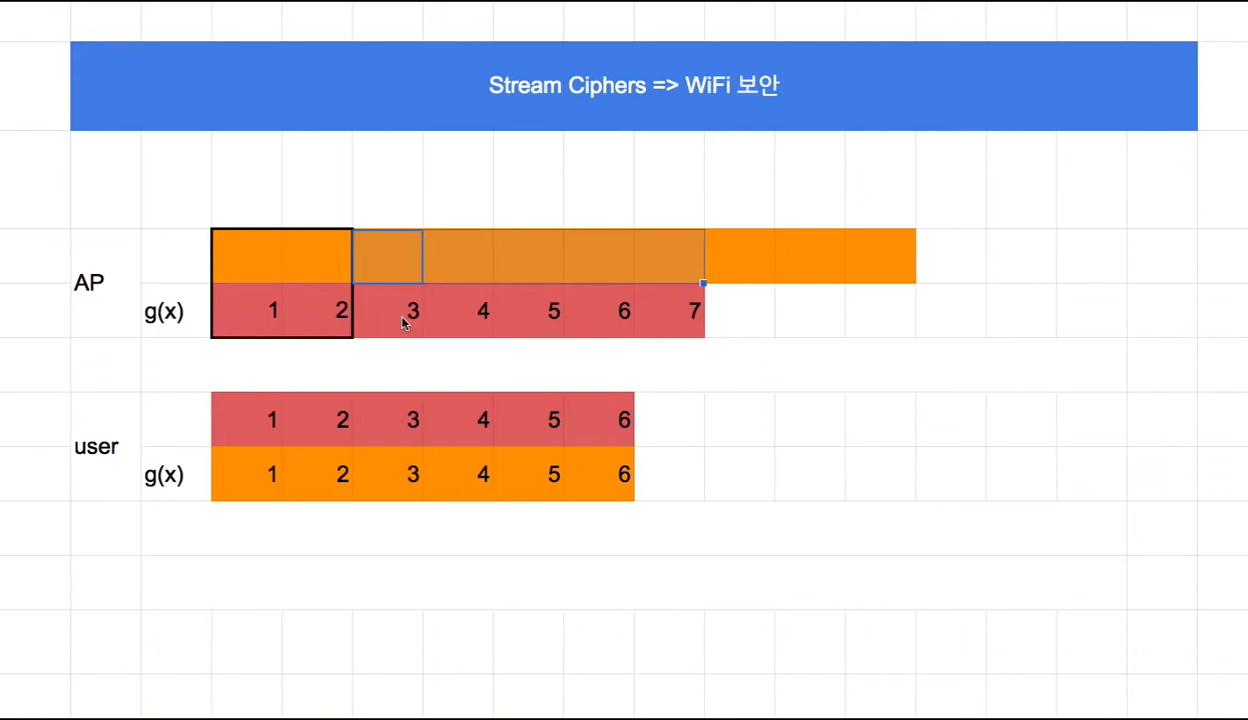 Stream Ciphers => WiFi 보안
AP
g(x) 1 2 3 4 5 6 7
1 2 3 4 5 6
user
g(x) 1 2 3 4 5 6